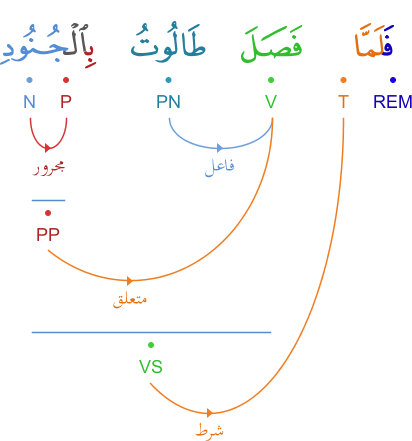 فَلَمَّا فَصَلَ طَالُوتُ بِٱلْجُنُودِ
REM T V PN P N
فاعل
مجرور
PP
متعلق
VS
شرط